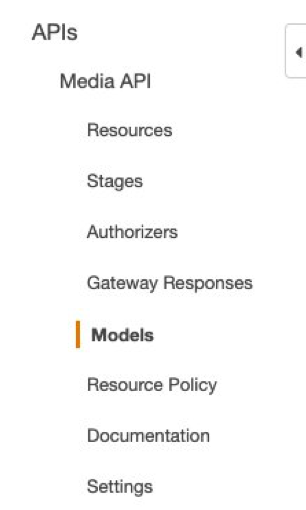 APIs
Media API
Resources
Stages
Authorizers
Gateway Responses
Models
Resource Policy
Documentation
Settings